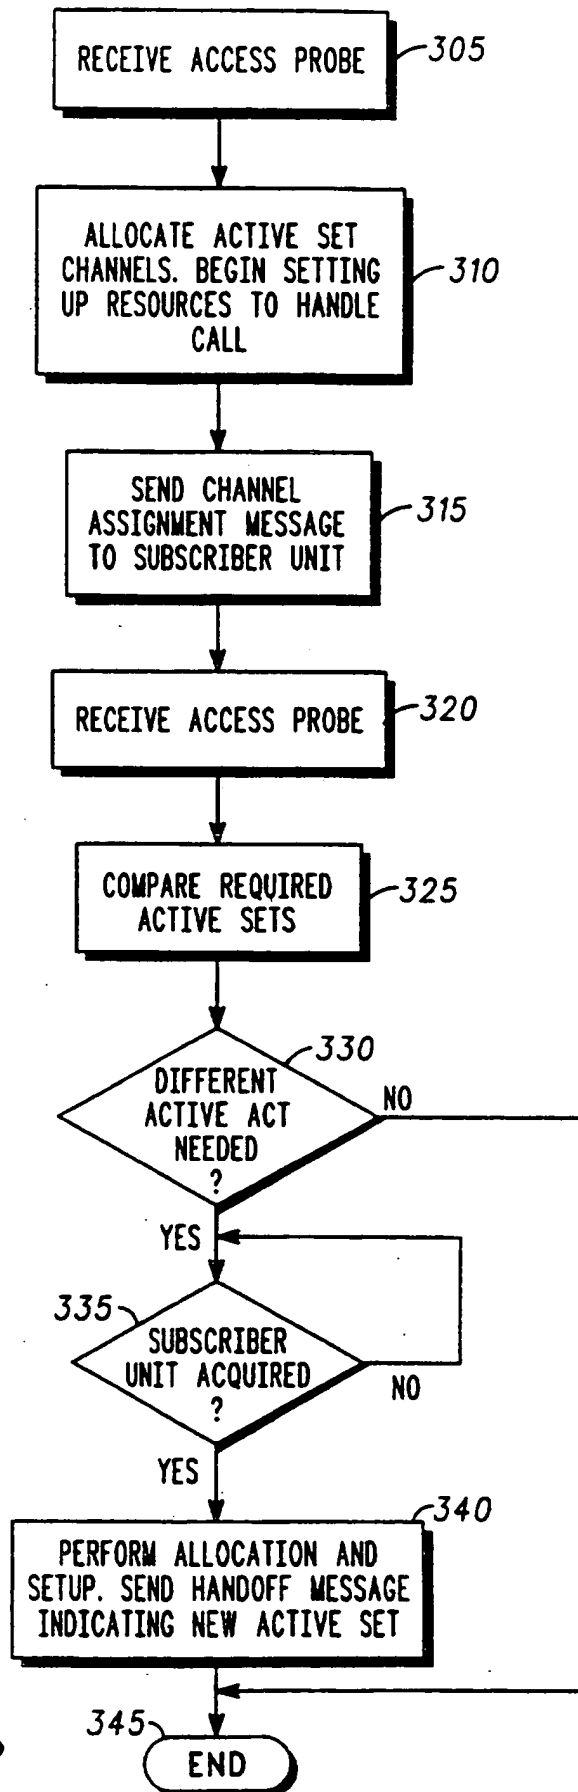 RECEIVE ACCESS PROBE
305
ALLOCATE ACTIVE SET
CHANNELS. BEGIN SETTING
UP RESOURCES TO HANDLE
CALL
310
SEND CHANNEL
ASSIGNMENT MESSAGE
TO SUBSCRIBER UNIT
315
RECEIVE ACCESS PROBE
320
COMPARE REQUIRED
ACTIVE SETS
325
330
DIFFERENT
ACTIVE ACT
NEEDED
?
NO
YES
335
SUBSCRIBER
UNIT ACQUIRED
?
NO
YES
340
PERFORM ALLOCATION AND
SETUP. SEND HANDOFF MESSAGE
INDICATING NEW ACTIVE SET
345
END